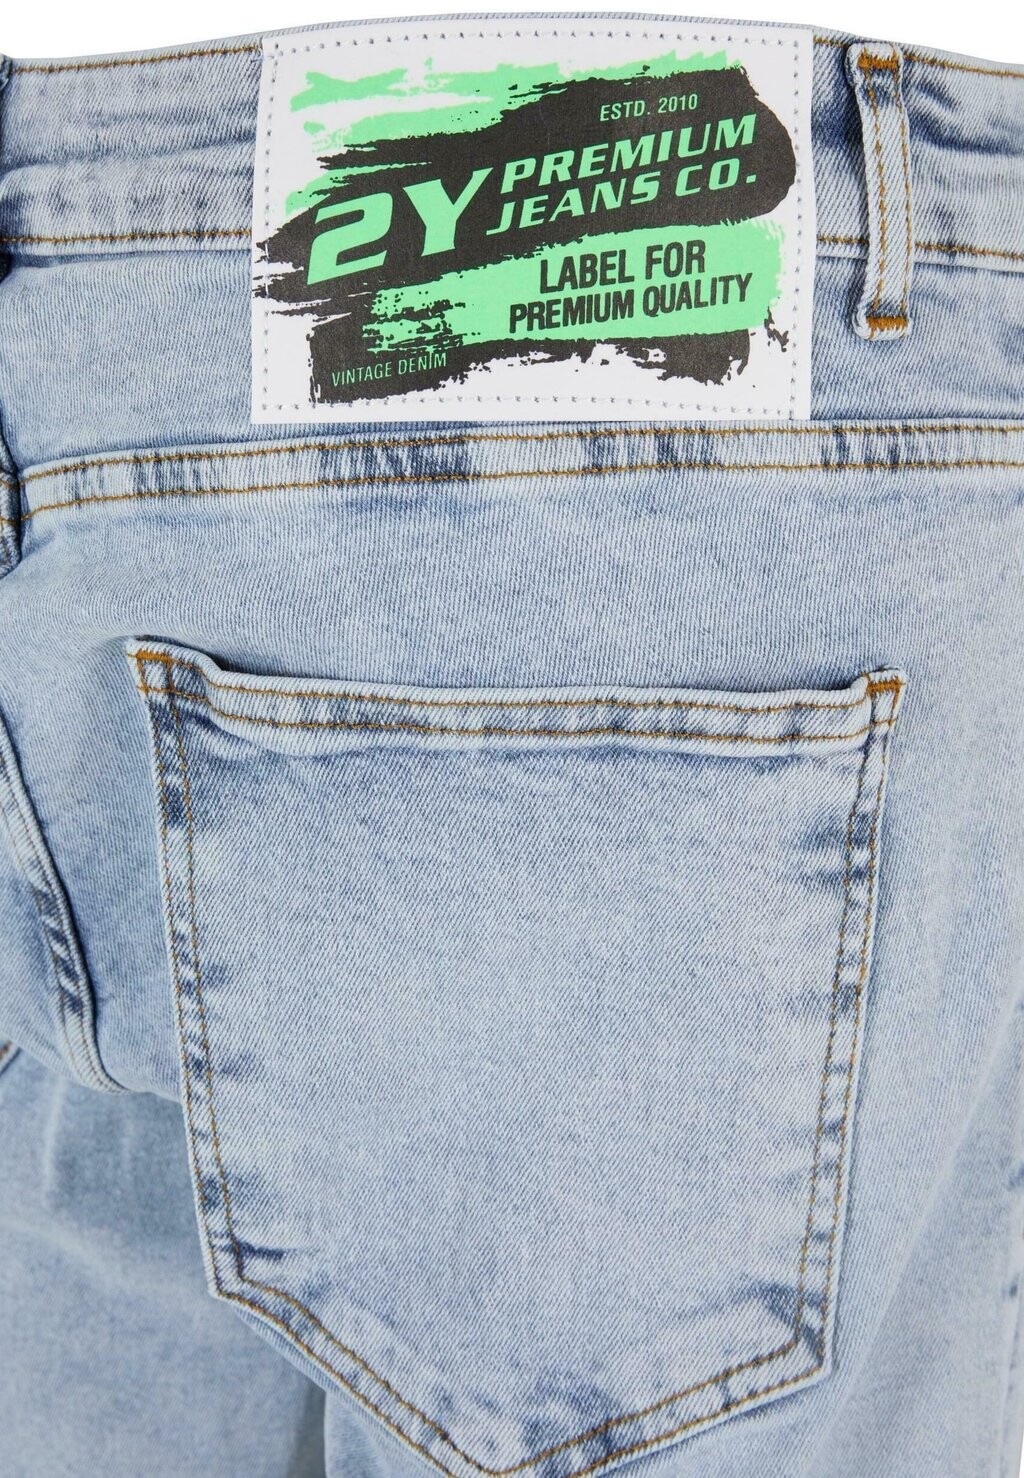 ESTD. 2010
2Y PREMIUM
JEANS CO.
LABEL FOR
PREMIUM QUALITY
VINTAGE DENIM